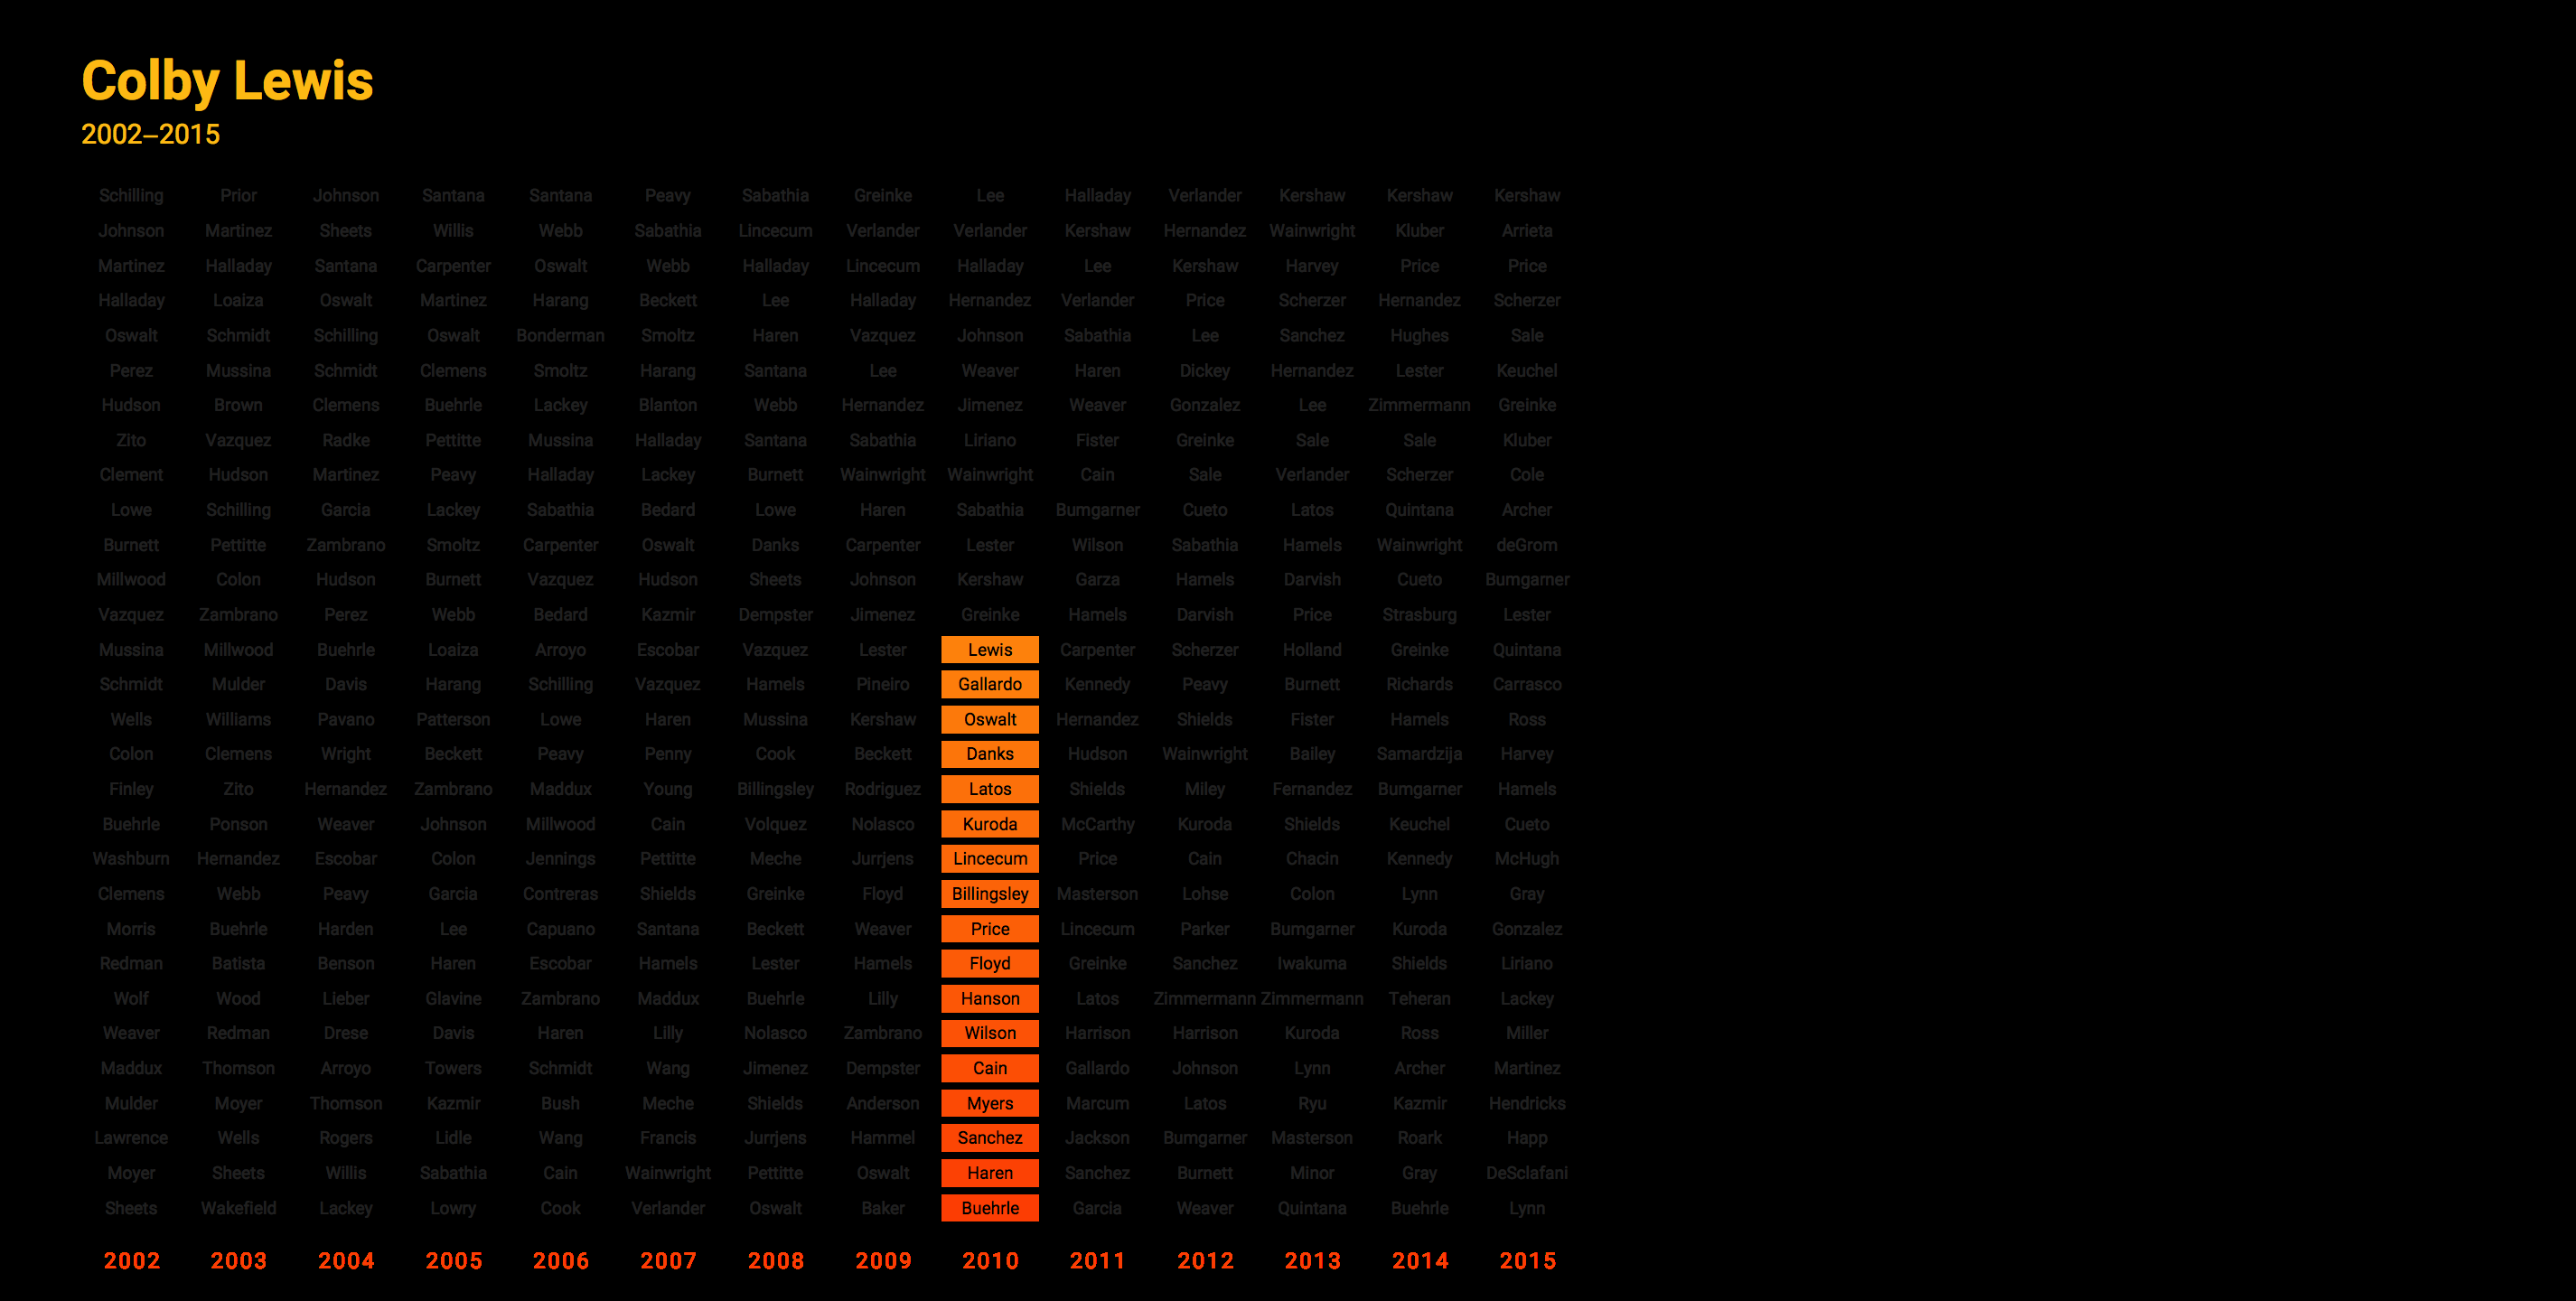 Colby Lewis
2002–2015
Schilling Prior Johnson Santana Santana Peavy Sabathia Greinke Lee Halladay Verlander Kershaw Kershaw Kershaw
Johnson Martinez Sheets Willis Webb Sabathia Lincecum Verlander Verlander Kershaw Hernandez Wainwright Kluber Arrieta
Martinez Halladay Santana Carpenter Oswalt Webb Halladay Lincecum Halladay Lee Kershaw Harvey Price Price
Halladay Loaiza Oswalt Martinez Harang Beckett Lee Halladay Hernandez Verlander Price Scherzer Hernandez Scherzer
Oswalt Schmidt Schilling Oswalt Bonderman Smoltz Haren Vazquez Johnson Sabathia Lee Sanchez Hughes Sale
Perez Mussina Schmidt Clemens Smoltz Harang Santana Lee Weaver Haren Dickey Hernandez Lester Keuchel
Hudson Brown Clemens Buehrle Lackey Blanton Webb Hernandez Jimenez Weaver Gonzalez Lee Zimmermann Greinke
Zito Vazquez Radke Pettitte Mussina Halladay Santana Sabathia Liriano Fister Greinke Sale Sale Kluber
Clement Hudson Martinez Peavy Halladay Lackey Burnett Wainwright Wainwright Cain Sale Verlander Scherzer Cole
Lowe Schilling Garcia Lackey Sabathia Bedard Lowe Haren Sabathia Bumgarner Cueto Latos Quintana Archer
Burnett Pettitte Zambrano Smoltz Carpenter Oswalt Danks Carpenter Lester Wilson Sabathia Hamels Wainwright deGrom
Millwood Colon Hudson Burnett Vazquez Hudson Sheets Johnson Kershaw Garza Hamels Darvish Cueto Bumgarner
Vazquez Zambrano Perez Webb Bedard Kazmir Dempster Jimenez Greinke Hamels Darvish Price Strasburg Lester
Mussina Millwood Buehrle Loaiza Arroyo Escobar Vazquez Lester Lewis Carpenter Scherzer Holland Greinke Quintana
Schmidt Mulder Davis Harang Schilling Vazquez Hamels Pineiro Gallardo Kennedy Peavy Burnett Richards Carrasco
Wells Williams Pavano Patterson Lowe Haren Mussina Kershaw Oswalt Hernandez Shields Fister Hamels Ross
Colon Clemens Wright Beckett Peavy Penny Cook Beckett Danks Hudson Wainwright Bailey Samardzija Harvey
Finley Zito Hernandez Zambrano Maddux Young Billingsley Rodriguez Latos Shields Miley Fernandez Bumgarner Hamels
Buehrle Ponson Weaver Johnson Millwood Cain Volquez Nolasco Kuroda McCarthy Kuroda Shields Keuchel Cueto
Washburn Hernandez Escobar Colon Jennings Pettitte Meche Jurrjens Lincecum Price Cain Chacin Kennedy McHugh
Clemens Webb Peavy Garcia Contreras Shields Greinke Floyd Billingsley Masterson Lohse Colon Lynn Gray
Morris Buehrle Harden Lee Capuano Santana Beckett Weaver Price Lincecum Parker Bumgarner Kuroda Gonzalez
Redman Batista Benson Haren Escobar Hamels Lester Hamels Floyd Greinke Sanchez Iwakuma Shields Liriano
Wolf Wood Lieber Glavine Zambrano Maddux Buehrle Lilly Hanson Latos Zimmermann Zimmermann Teheran Lackey
Weaver Redman Drese Davis Haren Lilly Nolasco Zambrano Wilson Harrison Harrison Kuroda Ross Miller
Maddux Thomson Arroyo Towers Schmidt Wang Jimenez Dempster Cain Gallardo Johnson Lynn Archer Martinez
Mulder Moyer Thomson Kazmir Bush Meche Shields Anderson Myers Marcum Latos Ryu Kazmir Hendricks
Lawrence Wells Rogers Lidle Wang Francis Jurrjens Hammel Sanchez Jackson Bumgarner Masterson Roark Happ
Moyer Sheets Willis Sabathia Cain Wainwright Pettitte Oswalt Haren Sanchez Burnett Minor Gray DeSclafani
Sheets Wakefield Lackey Lowry Cook Verlander Oswalt Baker Buehrle Garcia Weaver Quintana Buehrle Lynn
2002 2003 2004 2005 2006 2007 2008 2009 2010 2011 2012 2013 2014 2015